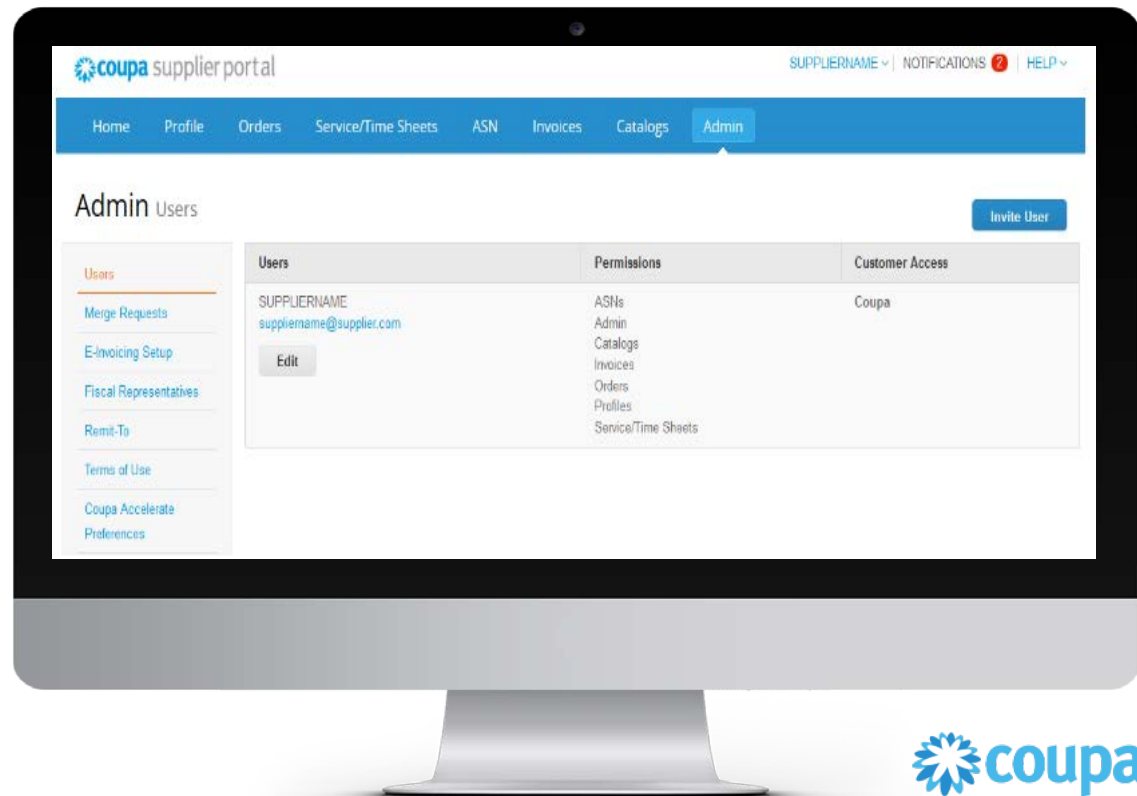 coupa supplier portal
SUPPLIERNAME NOTIFICATIONS 2 HELP
Home Profile Orders Service/Time Sheets ASN Invoices Catalogs Admin
Admin Users
Invite User
Users
Merge Requests
E-Invoicing Setup
Fiscal Representatives
Remit-To
Terms of Use
Coupa Accelerate
Preferences
Users Permissions Customer Access
SUPPLIERNAME
suppliername@supplier.com
Edit
ASNs
Admin
Catalogs
Invoices
Orders
Profiles
Service/Time Sheets
Coupa
coupa